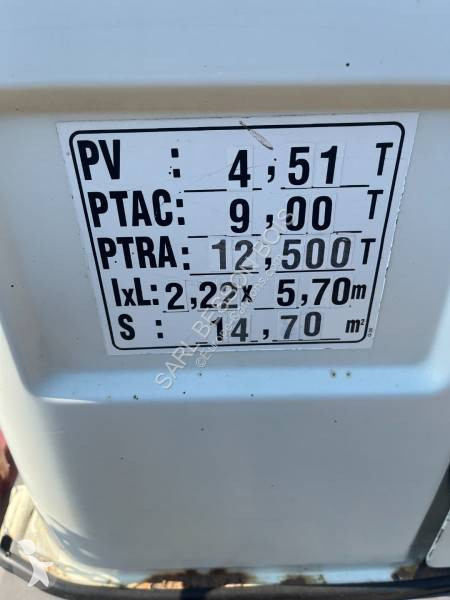 PV : 4,51 T
PTAC: 9,00 T
PTRA: 12,500 T
lxL: 2,22 x 5,70 m
S : 14,70 m²
SARL BESSON BOIS